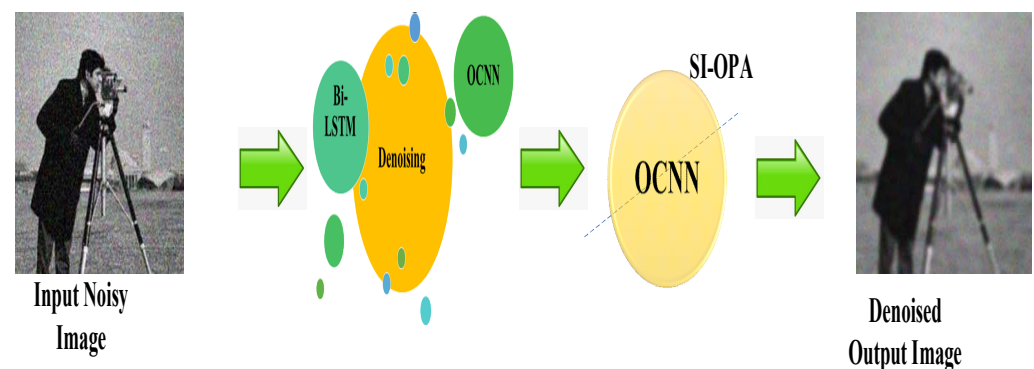 Input Noisy
Image
Bi-
LSTM
Denoising
OCNN
SI-OPA
OCNN
Denoised
Output Image